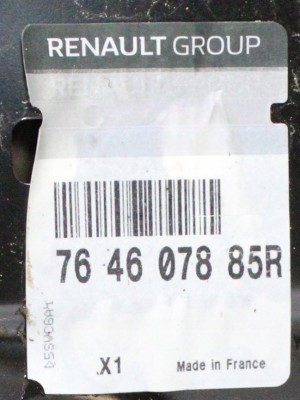 RENAULT GROUP
76 46 078 85R
X1
Made in France